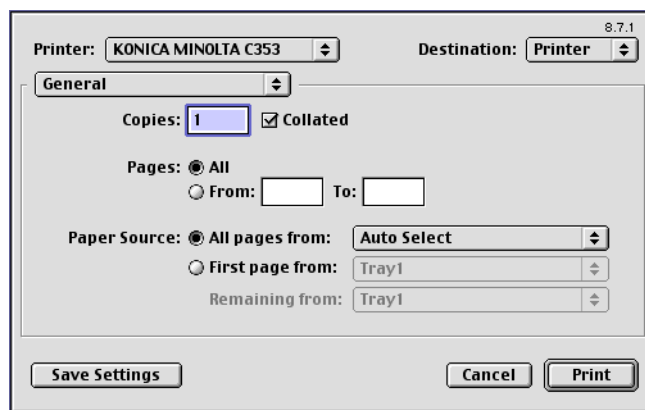 8.7.1
Printer: KONICA MINOLTA C353 Destination: Printer
General
Copies: 1 Collated
Pages: All
From: To:
Paper Source: All pages from: Auto Select
First page from: Tray1
Remaining from: Tray1
Save Settings Cancel Print